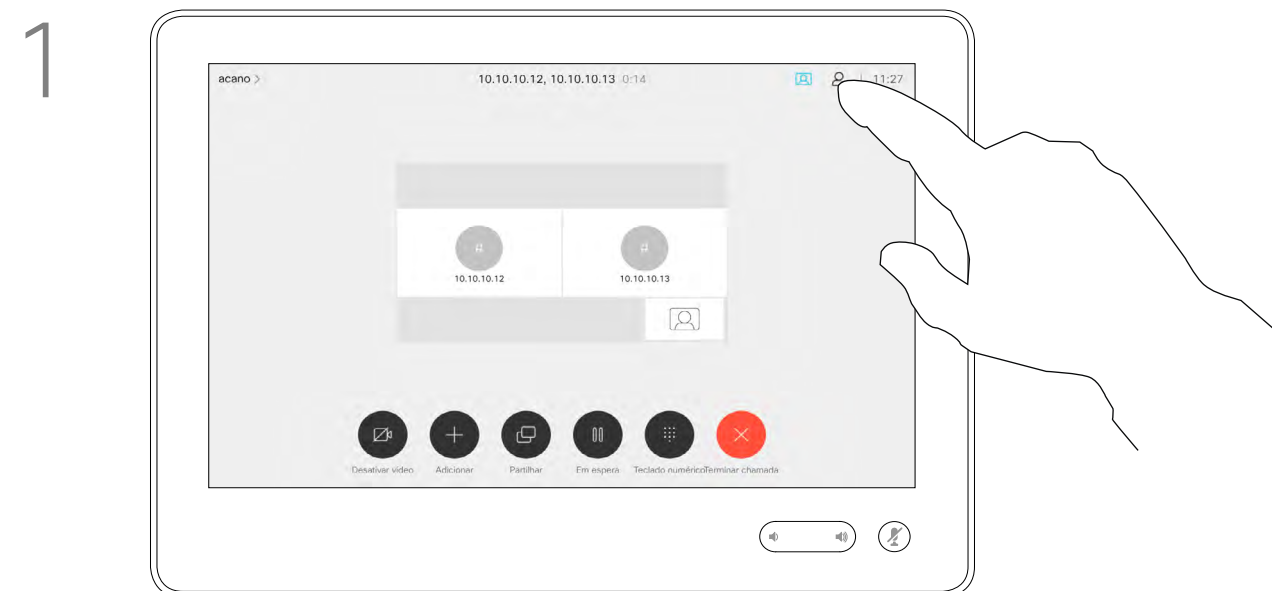 1
acano >
10.10.10.12, 10.10.10.13 0:14
11:27
#
#
10.10.10.12
10.10.10.13
Desativar vídeo
Adicionar
Partilhar
Em espera
Teclado numérico
Terminar chamada